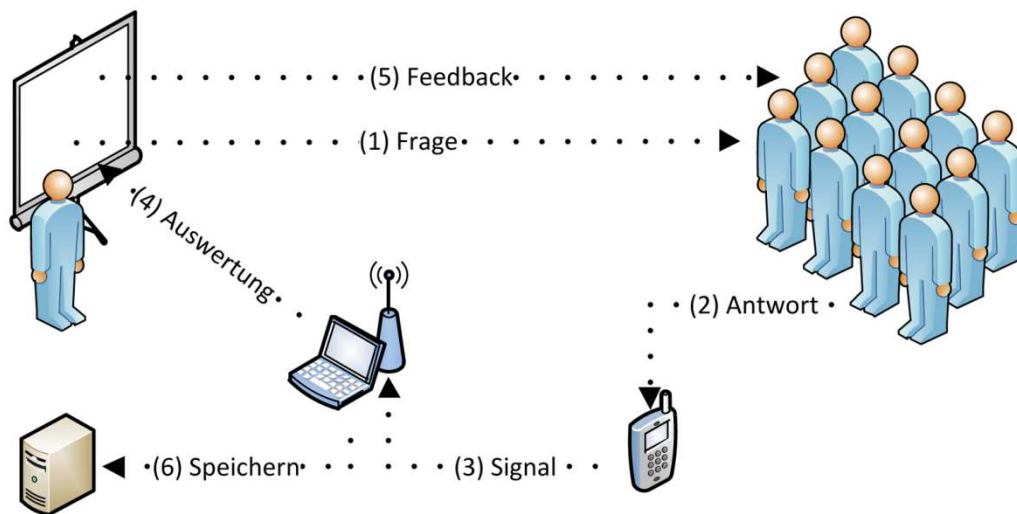 (5) Feedback
(1) Frage
(4) Auswertung
(2) Antwort
(6) Speichern
(3) Signal